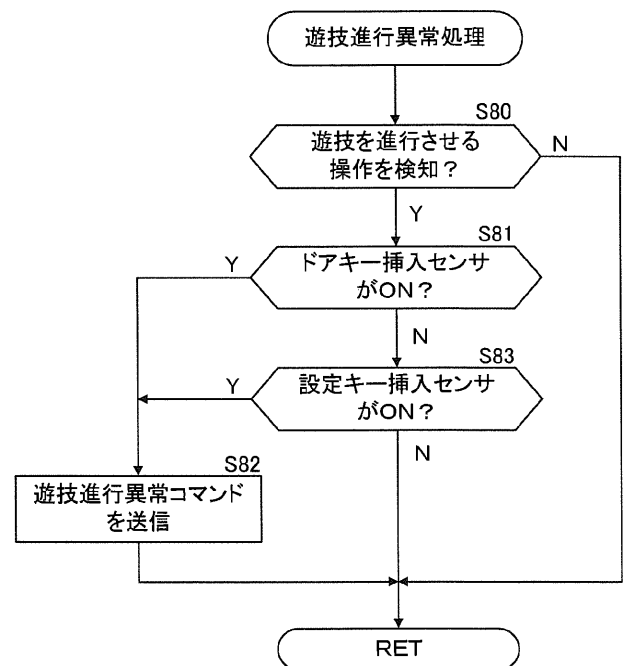 遊技進行異常処理
S80
遊技を進行させる
操作を検知？
N
Y
S81
Y
ドアキー挿入センサ
がON？
N
S83
Y
設定キー挿入センサ
がON？
N
S82
遊技進行異常コマンド
を送信
RET